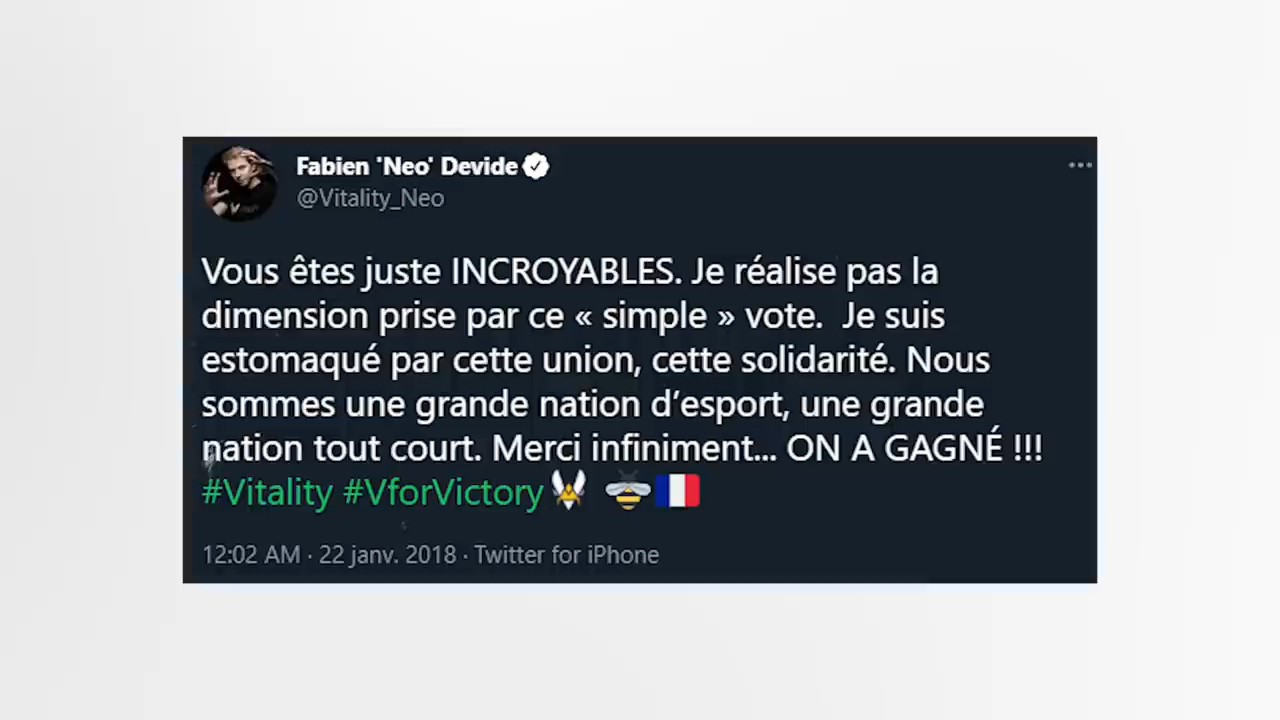 Fabien 'Neo' Devide
@Vitality_Neo
Vous êtes juste INCROYABLES. Je réalise pas la
dimension prise par ce « simple » vote.  Je suis
estomaqué par cette union, cette solidarité. Nous
sommes une grande nation d’esport, une grande
nation tout court. Merci infiniment... ON A GAGNÉ !!!
#Vitality #VforVictory
12:02 AM · 22 janv. 2018 · Twitter for iPhone